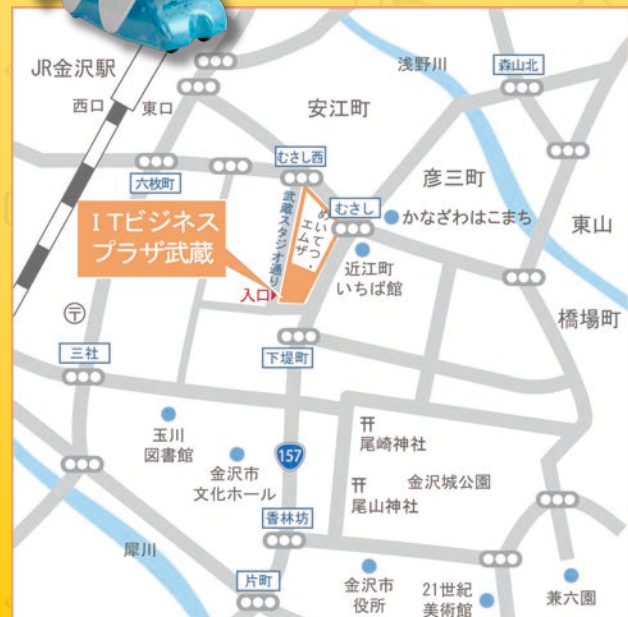 JR金沢駅
西口
東口
浅野川
森山北
安江町
むさし西
六枚町
彦三町
ITビジネス
プラザ武蔵
武蔵スタジオ通り
めいてつ・
エムザ
むさし
かなざわはこまち
東山
近江町
いちば館
入口
橋場町
〒
三社
下堤町
玉川
図書館
157
尾崎神社
金沢市
文化ホール
金沢城公園
尾山神社
香林坊
犀川
片町
金沢市
役所
21世紀
美術館
兼六園